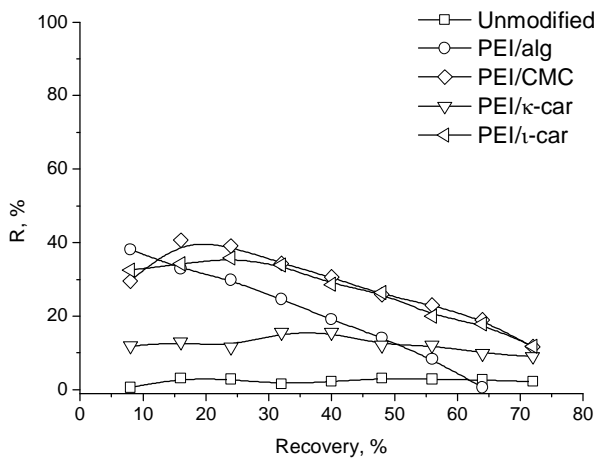 100
80
60
40
20
0
R, %
0 10 20 30 40 50 60 70 80
Recovery, %
Unmodified
PEI/alg
PEI/CMC
PEI/κ-car
PEI/ι-car